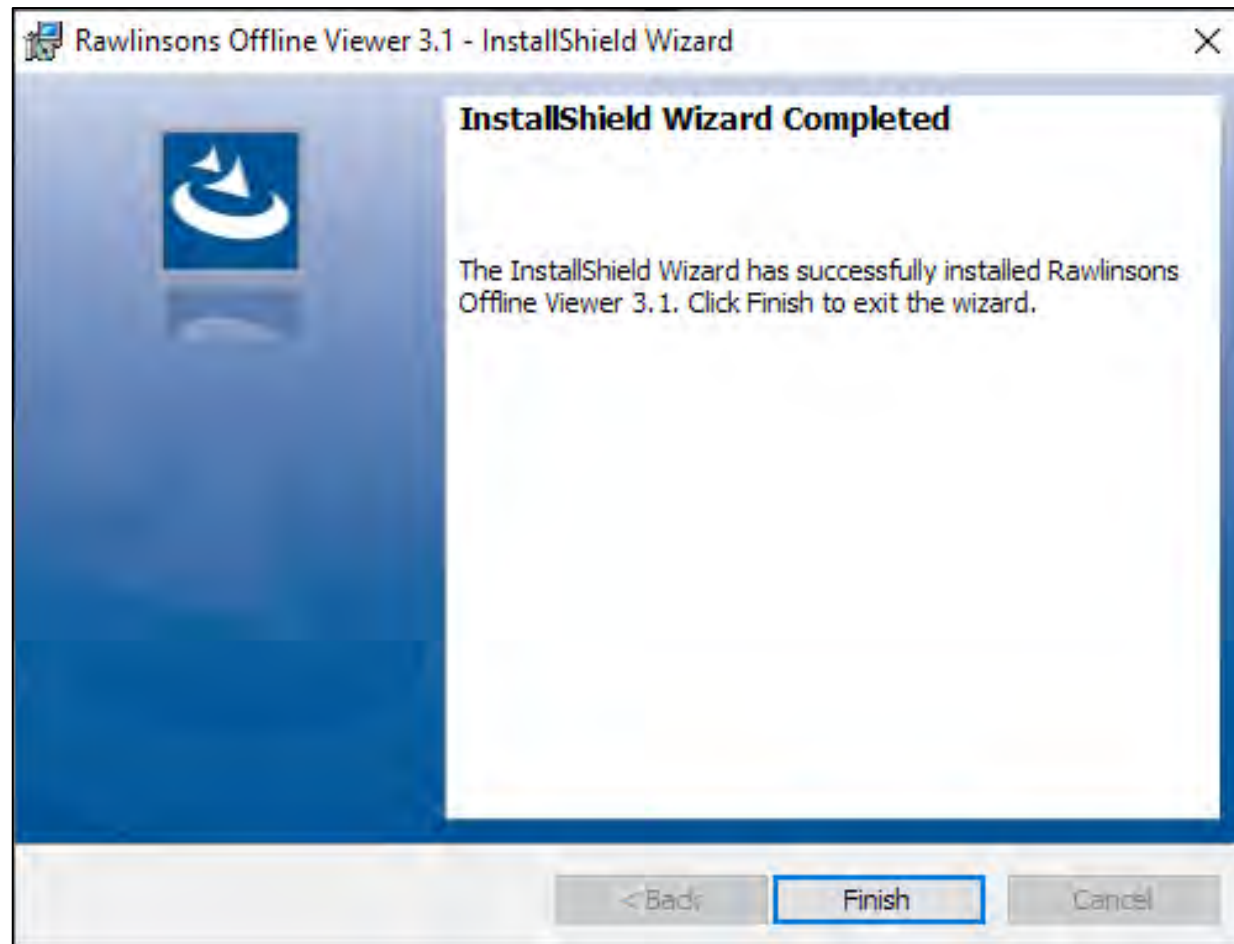 Rawlinsons Offline Viewer 3.1 - InstallShield Wizard
InstallShield Wizard Completed
The InstallShield Wizard has successfully installed Rawlinsons
Offline Viewer 3.1. Click Finish to exit the wizard.
< Back
Finish
Cancel